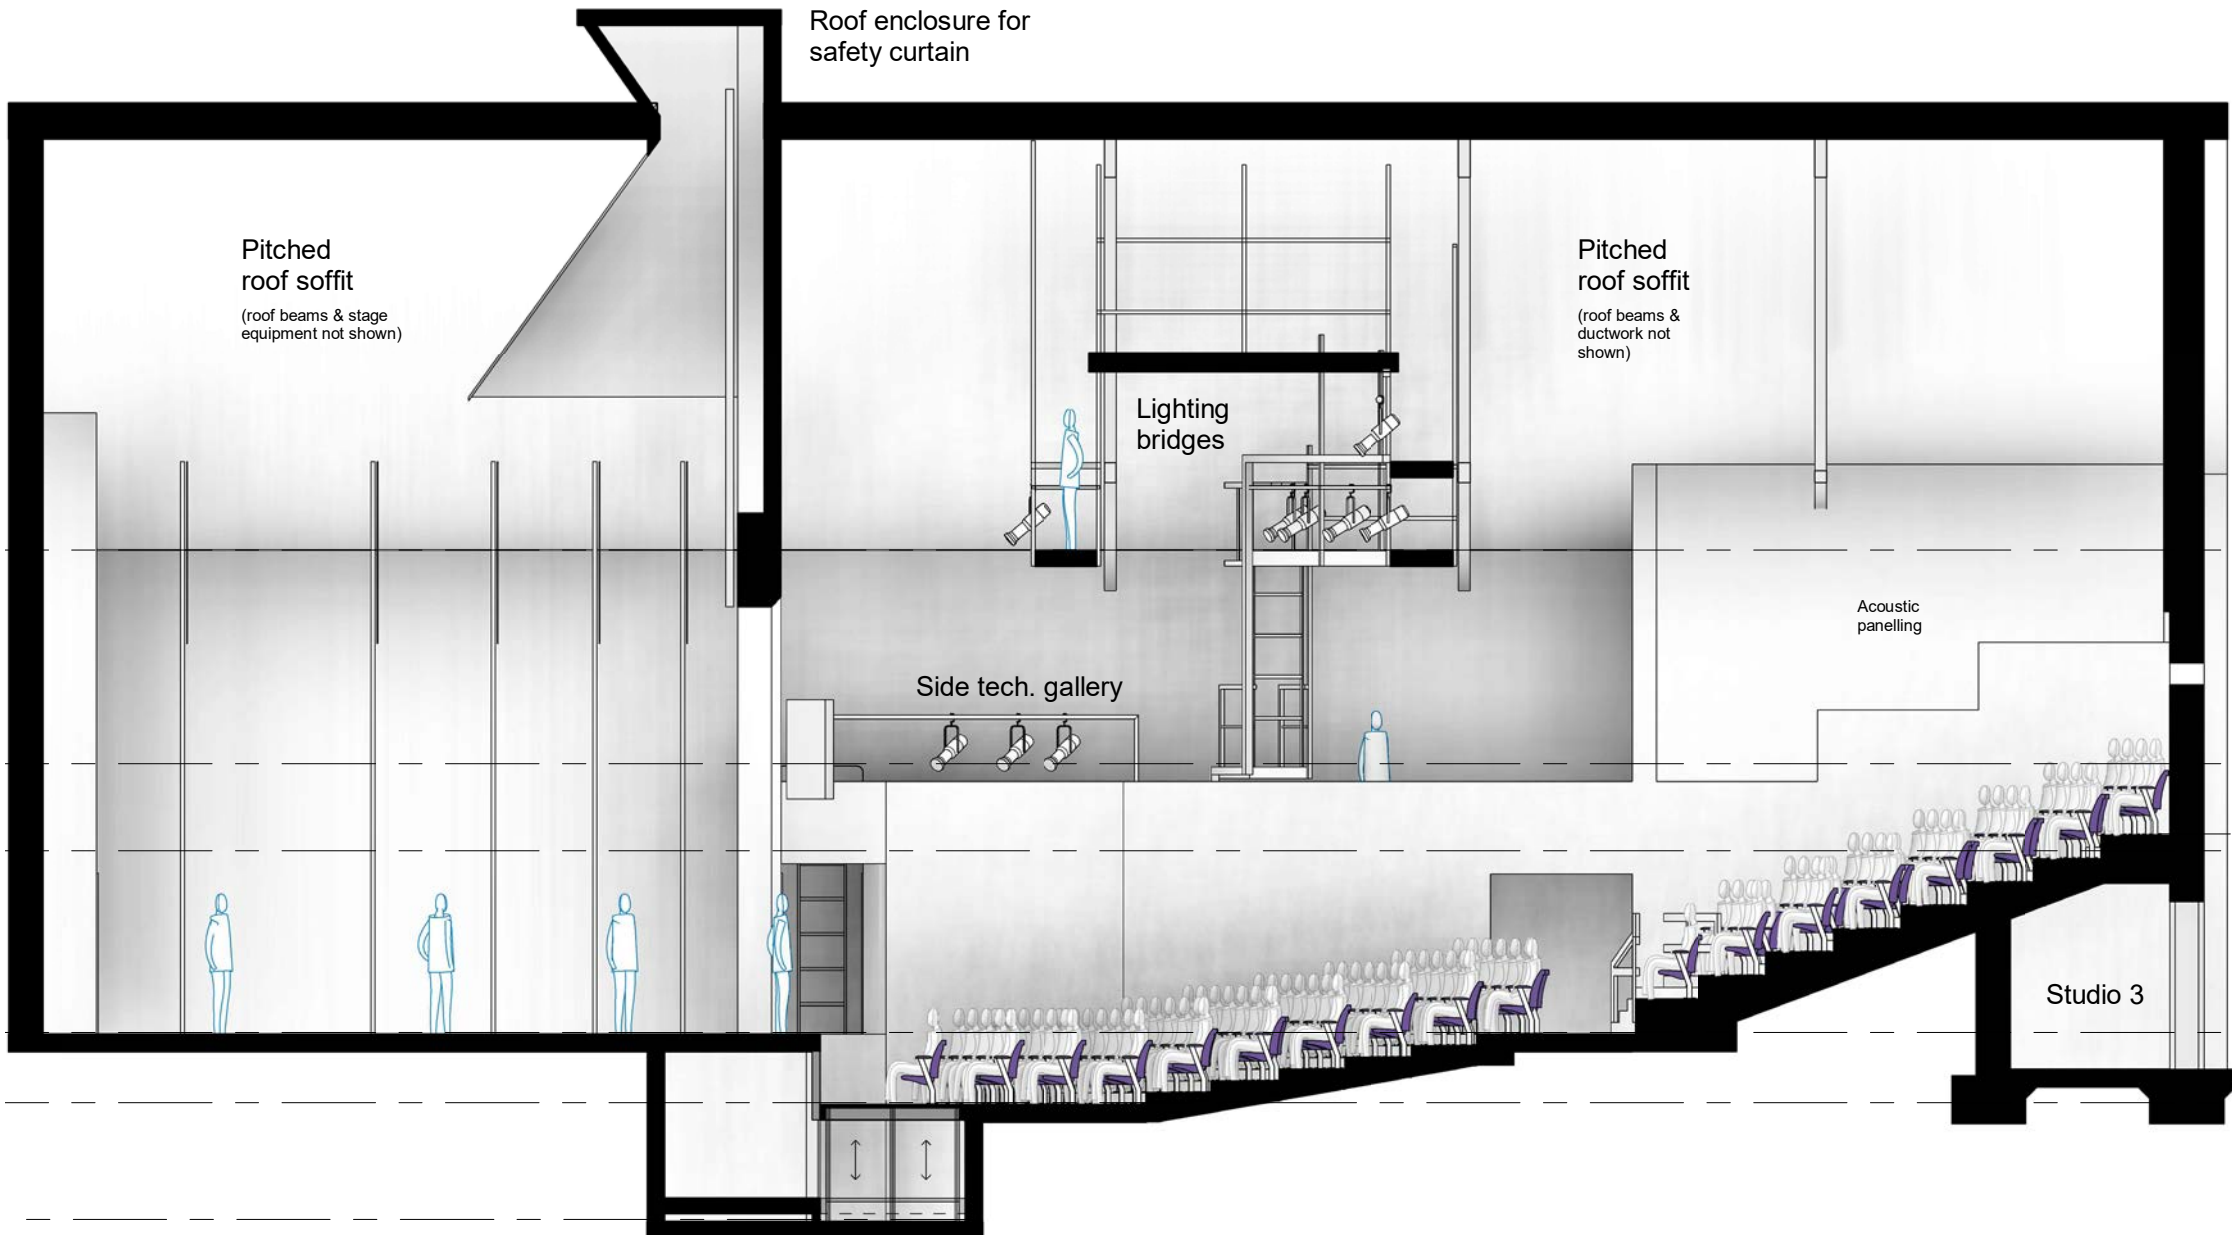 Roof enclosure for
safety curtain
Pitched
roof soffit
(roof beams & stage
equipment not shown)
Pitched
roof soffit
(roof beams &
ductwork not
shown)
Lighting
bridges
Acoustic
panelling
Side tech. gallery
Studio 3